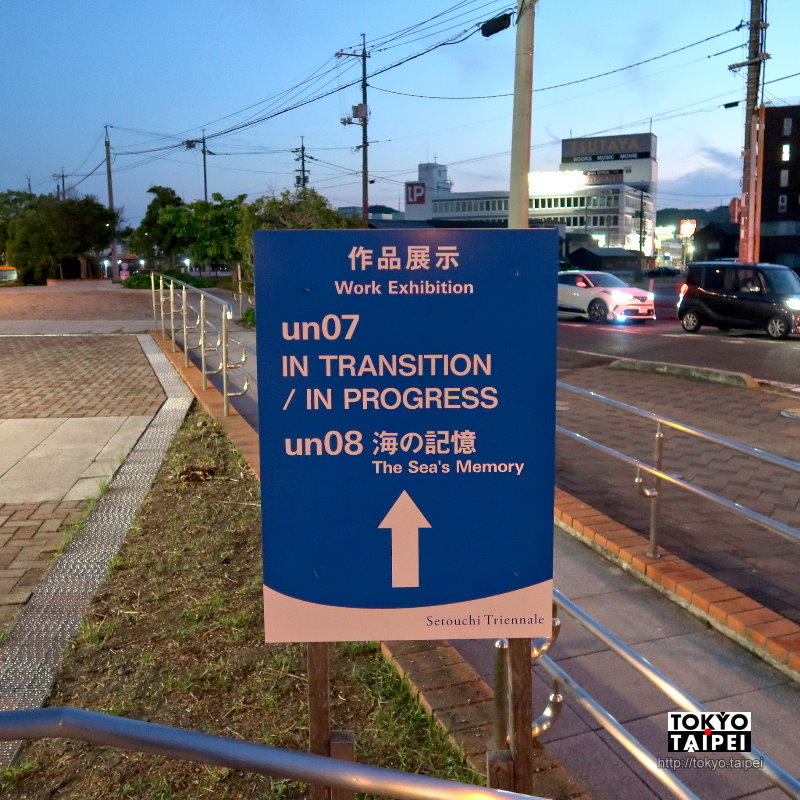 TSUTAYA
BOOKS MUSIC MOVIE
LP
作品展示
Work Exhibition
un07
IN TRANSITION
/ IN PROGRESS
un08 海の記憶
The Sea's Memory
Setouchi Triennale
TOKYO
TAIPEI
http://tokyo.taipei